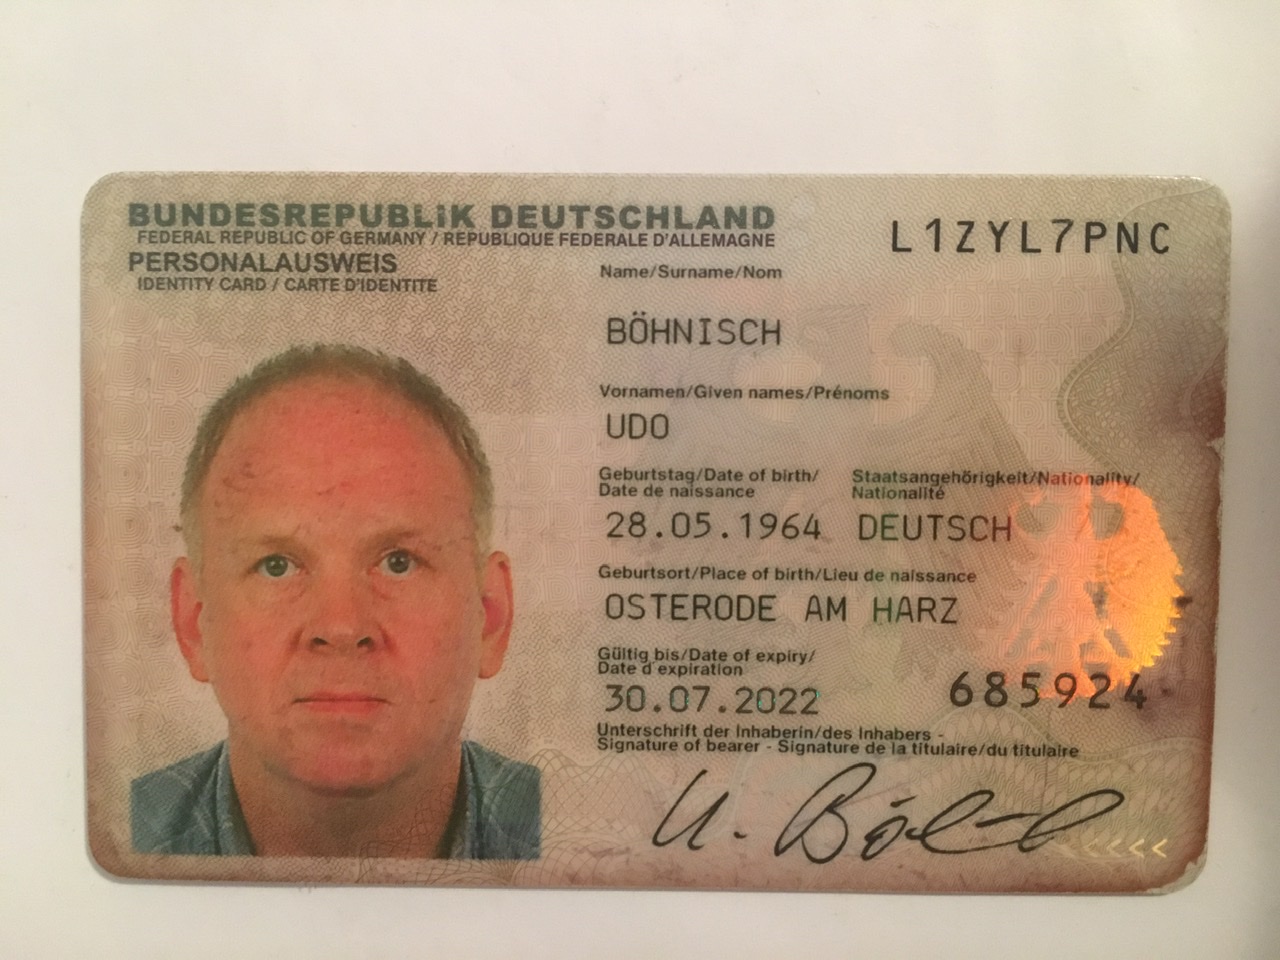 BUNDESREPUBLIK DEUTSCHLAND
FEDERAL REPUBLIC OF GERMANY / REPUBLIQUE FEDERALE D'ALLEMAGNE
PERSONALAUSWEIS
IDENTITY CARD / CARTE D'IDENTITE
L1ZYL7PNC
Name/Surname/Nom
BÖHNISCH
Vornamen/Given names/Prénoms
UDO
Geburtstag/Date of birth/
Date de naissance
Staatsangehörigkeit/Nationality/
Nationalité
28.05.1964 DEUTSCH
Geburtsort/Place of birth/Lieu de naissance
OSTERODE AM HARZ
Gültig bis/Date of expiry/
Date d'expiration
30.07.2022
685924
Unterschrift der Inhaberin/des Inhabers -
Signature of bearer - Signature de la titulaire/du titulaire
<<<<